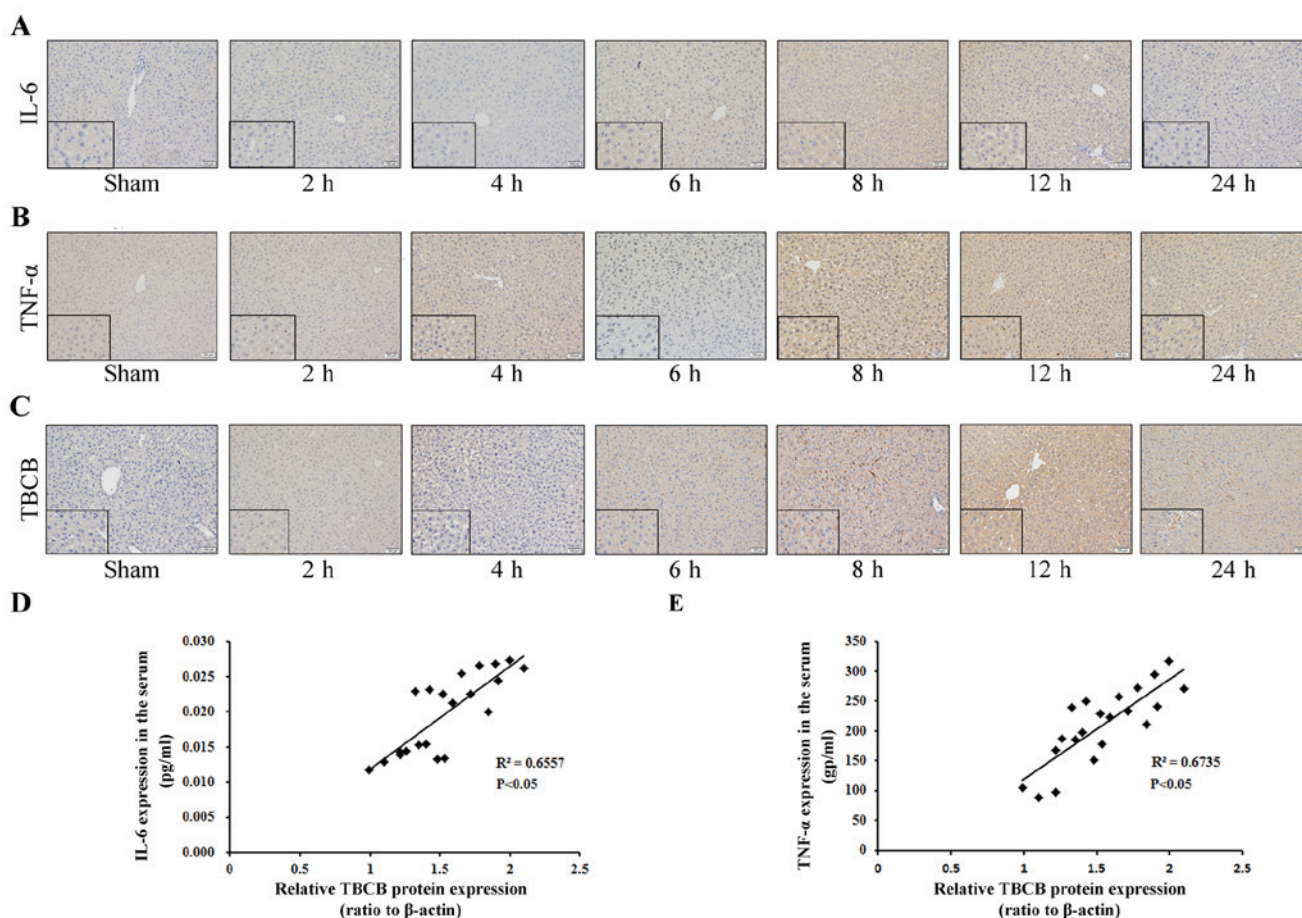 A
IL-6
Sham 2 h 4 h 6 h 8 h 12 h 24 h
B
TNF-α
Sham 2 h 4 h 6 h 8 h 12 h 24 h
C
TBCB
Sham 2 h 4 h 6 h 8 h 12 h 24 h
D
IL-6 expression in the serum
(pg/ml)
0.030
0.025
0.020
0.015
0.010
0.005
0.000
R² = 0.6557
P<0.05
0 0.5 1 1.5 2 2.5
Relative TBCB protein expression
(ratio to β-actin)
E
TNF-α expression in the serum
(gp/ml)
350
300
250
200
150
100
50
0
R² = 0.6735
P<0.05
0 0.5 1 1.5 2 2.5
Relative TBCB protein expression
(ratio to β-actin)